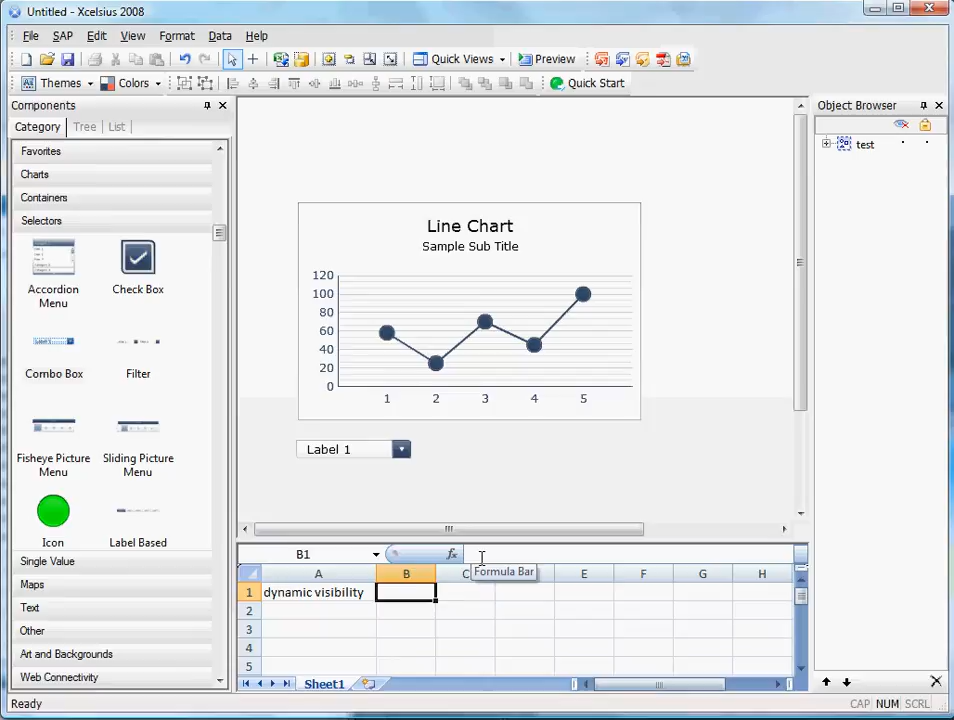 Untitled - Xcelsius 2008
File SAP Edit View Format Data Help
Quick Views Preview
Themes Colors Quick Start
Components
Category Tree List
Favorites
Charts
Containers
Selectors
Accordion Menu
Check Box
Combo Box
Filter
Fisheye Picture Menu
Sliding Picture Menu
Icon
Label Based
Single Value
Maps
Text
Other
Art and Backgrounds
Web Connectivity
Line Chart
Sample Sub Title
120
100
80
60
40
20
0
1 2 3 4 5
Label 1
Object Browser
test
B1 fx
Formula Bar
A B C E F G H
1 dynamic visibility
2
3
4
5
Sheet1
Ready
CAP NUM SCRL